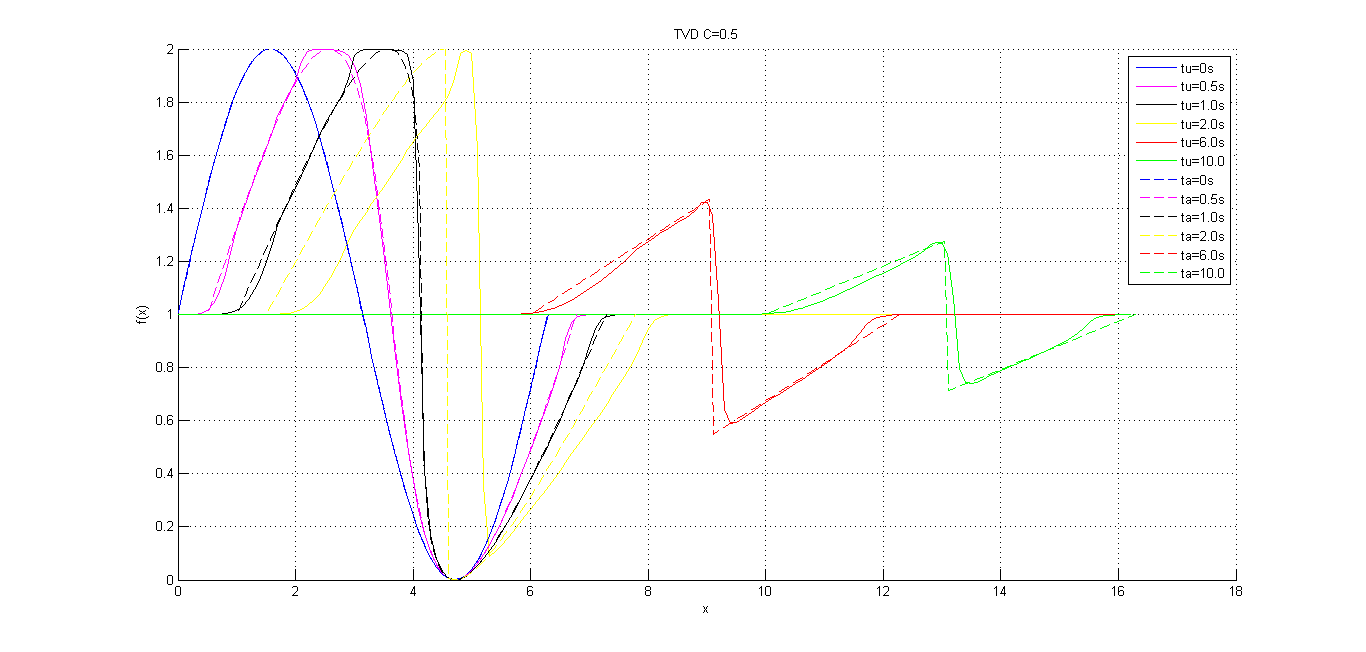 TVD C=0.5
f(x)
2
1.8
1.6
1.4
1.2
1
0.8
0.6
0.4
0.2
0
0 2 4 6 8 10 12 14 16 18
x
tu=0s
tu=0.5s
tu=1.0s
tu=2.0s
tu=6.0s
tu=10.0
ta=0s
ta=0.5s
ta=1.0s
ta=2.0s
ta=6.0s
ta=10.0